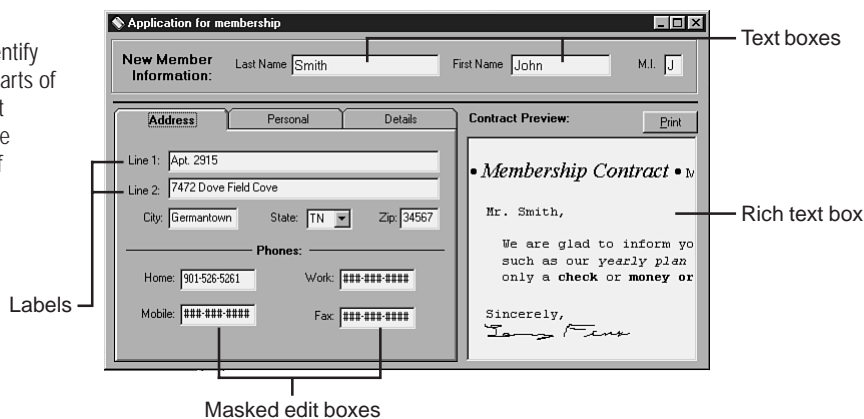 Application for membership
Text boxes
entify
arts of
t
e
f
New Member
Information:
Last Name Smith
First Name John
M.I. J
Address
Personal
Details
Contract Preview:
Print
Line 1: Apt. 2915
Line 2: 7472 Dove Field Cove
City: Germantown
State: TN
Zip: 34567
Phones:
Home: 901-526-5261
Work: ###-###-####
Mobile: ###-###-####
Fax: ###-###-####
• Membership Contract •
Mr. Smith,
We are glad to inform yo
such as our yearly plan
only a check or money or
Sincerely,
Rich text box
Labels
Masked edit boxes